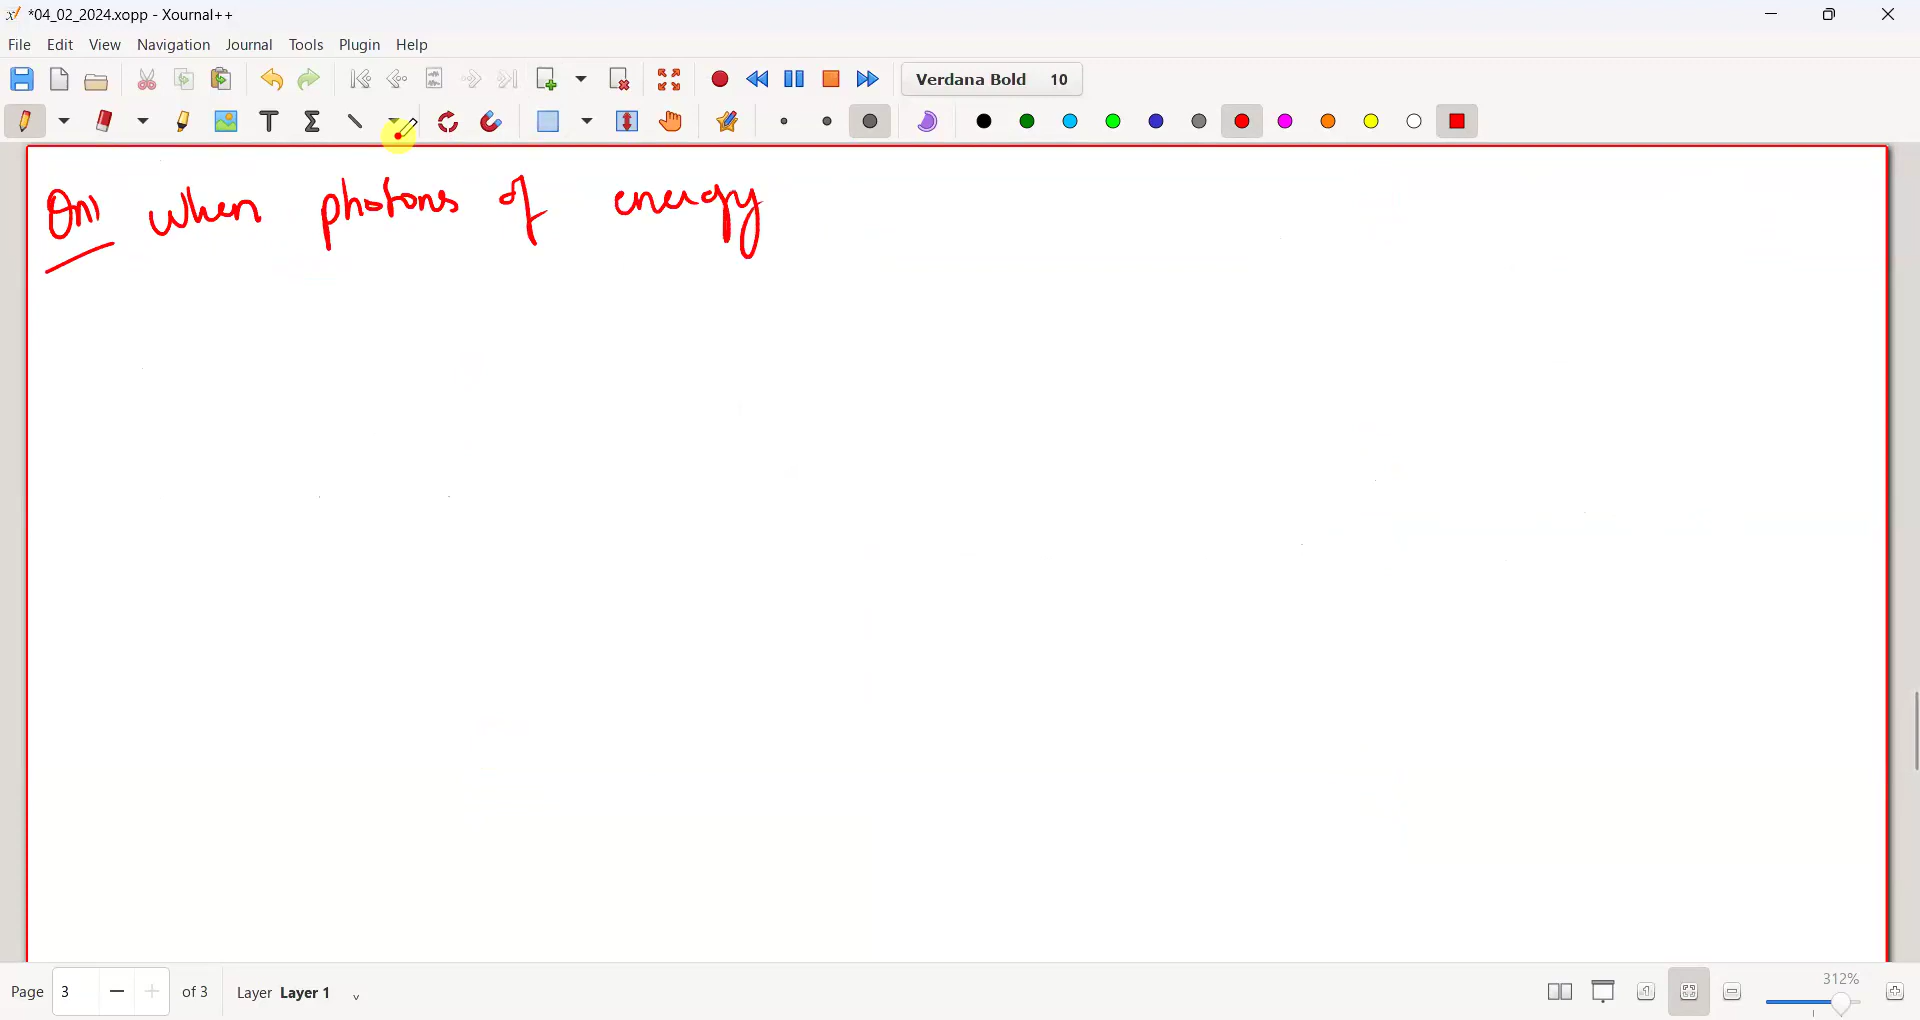 *04_02_2024.xopp - Xournal++
File Edit View Navigation Journal Tools Plugin Help
Verdana Bold 10
Qn) when photons of energy
Page 3 of 3 Layer Layer 1 312%